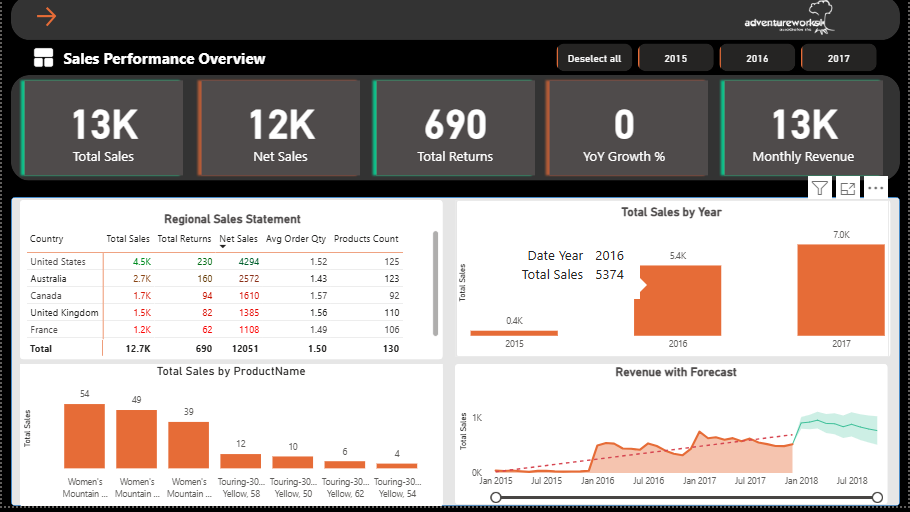 adventureworks
Sales Performance Overview
Deselect all
2015
2016
2017
13K
Total Sales
12K
Net Sales
690
Total Returns
0
YoY Growth %
13K
Monthly Revenue
Regional Sales Statement
Country Total Sales Total Returns Net Sales Avg Order Qty Products Count
United States 4.5K 230 4294 1.52 125
Australia 2.7K 160 2572 1.43 123
Canada 1.7K 94 1610 1.57 92
United Kingdom 1.5K 82 1385 1.56 110
France 1.2K 62 1108 1.49 106
Total 12.7K 690 12051 1.50 130
Total Sales by Year
Total Sales
Date Year 2016
Total Sales 5374
0.4K
5.4K
7.0K
2015 2016 2017
Total Sales by ProductName
Total Sales
54
49
39
12
10
6
4
Women's
Mountain ...
Women's
Mountain ...
Women's
Mountain ...
Touring-30...
Yellow, 58
Touring-30...
Yellow, 50
Touring-30...
Yellow, 62
Touring-30...
Yellow, 54
Revenue with Forecast
Total Sales
1K
0K
Jan 2015 Jul 2015 Jan 2016 Jul 2016 Jan 2017 Jul 2017 Jan 2018 Jul 2018